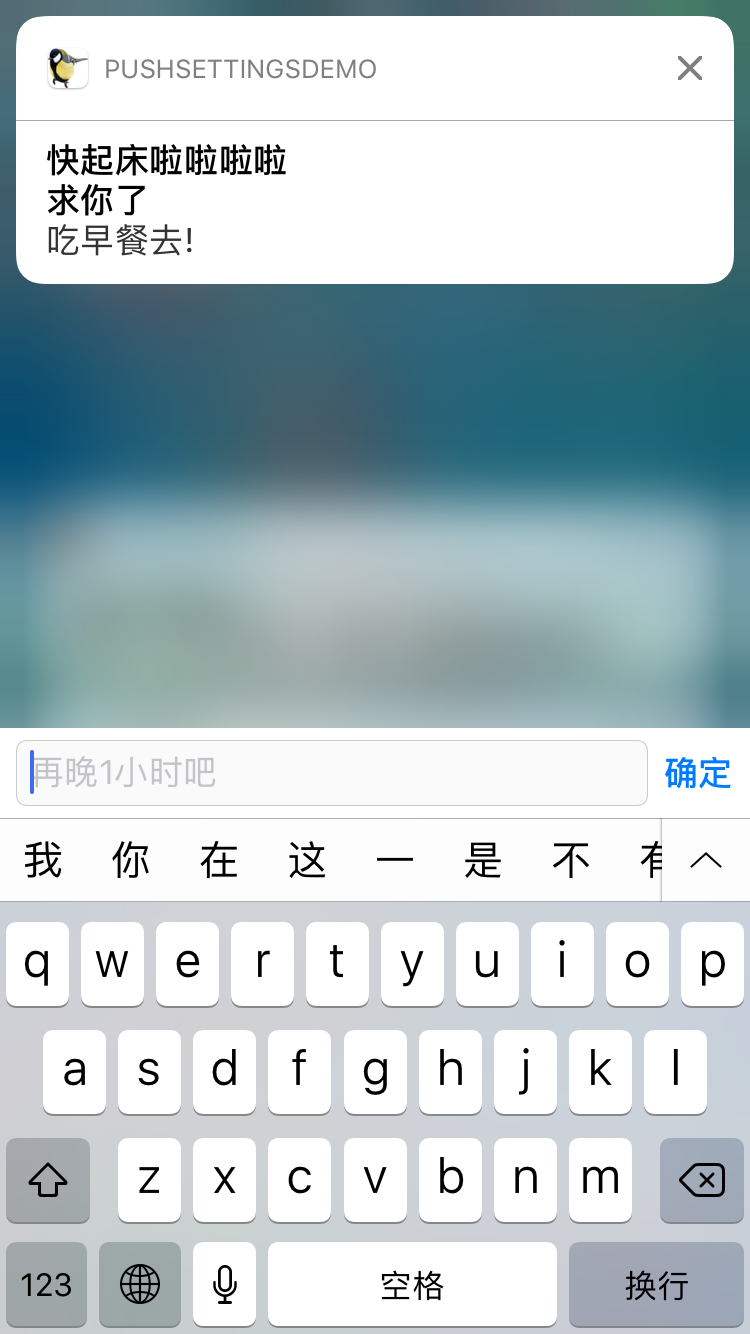 PUSHSETTINGSDEMO
快起床啦啦啦啦
求你了
吃早餐去!
再晚1小时吧
确定
我 你 在 这 一 是 不 有
q w e r t y u i o p
a s d f g h j k l
z x c v b n m
123 空格 换行